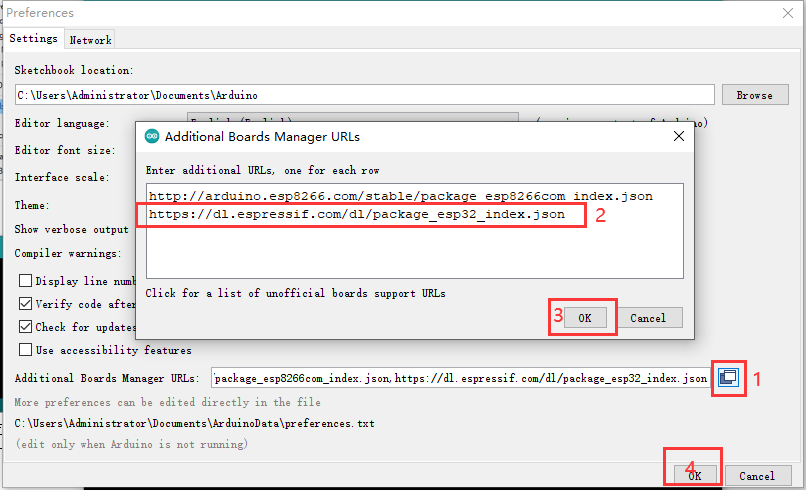 Preferences
Settings
Network
Sketchbook location:
C:\Users\Administrator\Documents\Arduino
Browse
Editor language:
Editor font size:
Interface scale:
Theme:
Show verbose output
Compiler warnings:
Display line numb
Verify code after
Check for updates
Use accessibility features
Additional Boards Manager URLs
Enter additional URLs, one for each row
http://arduino.esp8266.com/stable/package_esp8266com_index.json
https://dl.espressif.com/dl/package_esp32_index.json
2
Click for a list of unofficial boards support URLs
3
OK
Cancel
Additional Boards Manager URLs:
package_esp8266com_index.json,https://dl.espressif.com/dl/package_esp32_index.json
1
More preferences can be edited directly in the file
C:\Users\Administrator\Documents\ArduinoData\preferences.txt
(edit only when Arduino is not running)
4
OK
Cancel